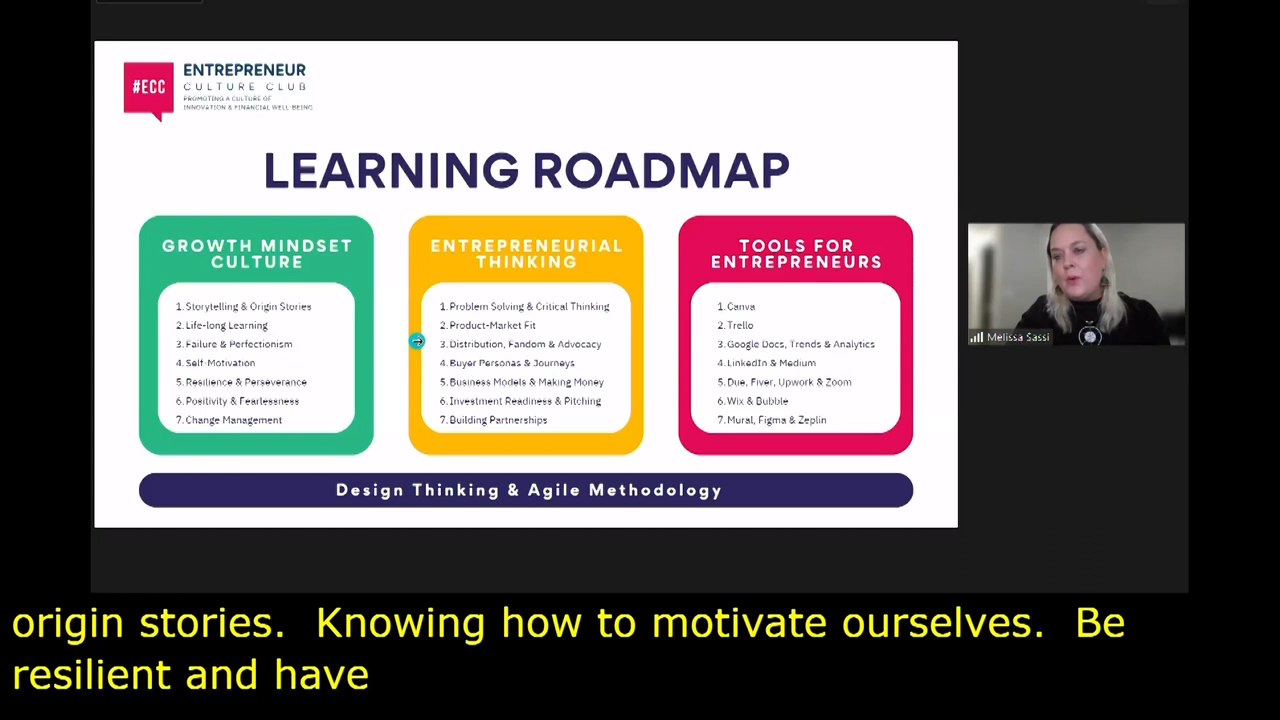 #ECC
ENTREPRENEUR
CULTURE CLUB
PROMOTING A CULTURE OF
INNOVATION & FINANCIAL WELL-BEING
LEARNING ROADMAP
GROWTH MINDSET
CULTURE
1. Storytelling & Origin Stories
2. Life-long Learning
3. Failure & Perfectionism
4. Self-Motivation
5. Resilience & Perseverance
6. Positivity & Fearlessness
7. Change Management
ENTREPRENEURIAL
THINKING
1. Problem Solving & Critical Thinking
2. Product-Market Fit
3. Distribution, Fandom & Advocacy
4. Buyer Personas & Journeys
5. Business Models & Making Money
6. Investment Readiness & Pitching
7. Building Partnerships
TOOLS FOR
ENTREPRENEURS
1. Canva
2. Trello
3. Google Docs, Trends & Analytics
4. LinkedIn & Medium
5. Due, Fiver, Upwork & Zoom
6. Wix & Bubble
7. Mural, Figma & Zeplin
Design Thinking & Agile Methodology
Melissa Sassi
origin stories.  Knowing how to motivate ourselves.  Be
resilient and have